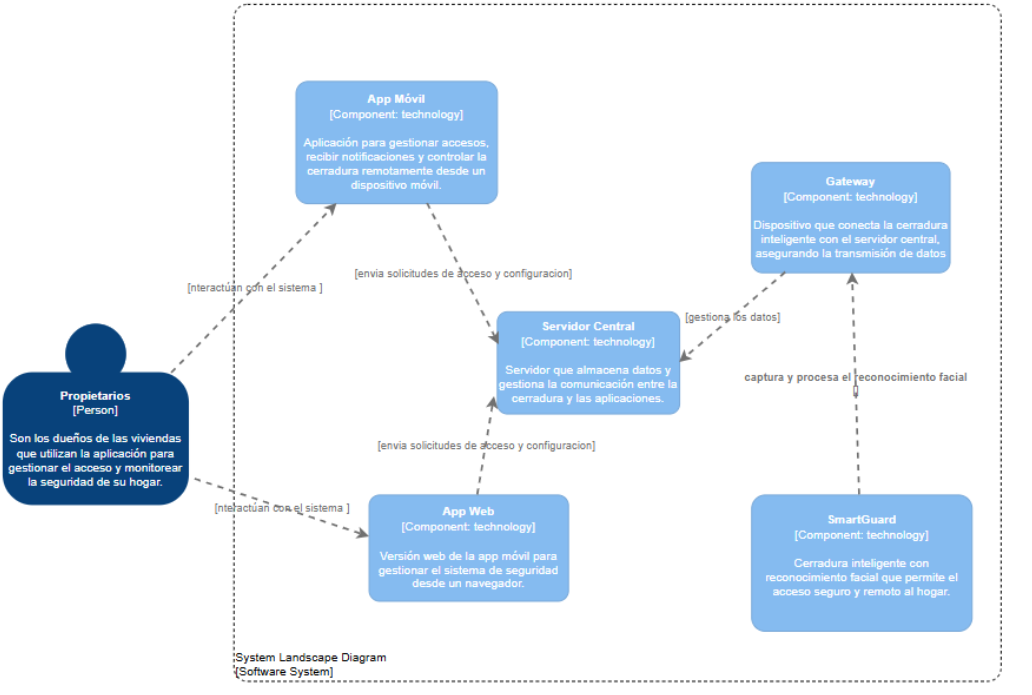 App Móvil
[Component: technology]
Aplicación para gestionar accesos,
recibir notificaciones y controlar la
cerradura remotamente desde un
dispositivo móvil.
Gateway
[Component: technology]
Dispositivo que conecta la cerradura
inteligente con el servidor central,
asegurando la transmisión de datos
[envia solicitudes de acceso y configuracion]
[nteractúan con el sistema ]
Servidor Central
[Component: technology]
Servidor que almacena datos y
gestiona la comunicación entre la
cerradura y las aplicaciones.
[gestiona los datos]
captura y procesa el reconocimiento facial
[]
Propietarios
[Person]
Son los dueños de las viviendas
que utilizan la aplicación para
gestionar el acceso y monitorear
la seguridad de su hogar.
[envia solicitudes de acceso y configuracion]
[nteractúan con el sistema ]
App Web
[Component: technology]
Versión web de la app móvil para
gestionar el sistema de seguridad
desde un navegador.
SmartGuard
[Component: technology]
Cerradura inteligente con
reconocimiento facial que permite el
acceso seguro y remoto al hogar.
System Landscape Diagram
[Software System]